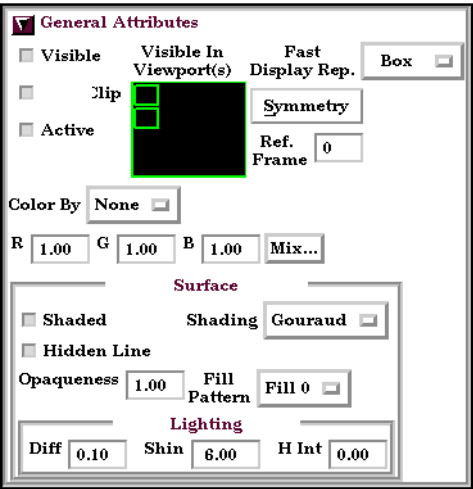 General Attributes
Visible
Visible In
Viewport(s)
Fast
Display Rep.
Box
Clip
Symmetry
Active
Ref.
Frame
0
Color By None
R 1.00 G 1.00 B 1.00 Mix...
Surface
Shaded
Shading Gouraud
Hidden Line
Opaqueness 1.00
Fill
Pattern
Fill 0
Lighting
Diff 0.10 Shin 6.00 H Int 0.00